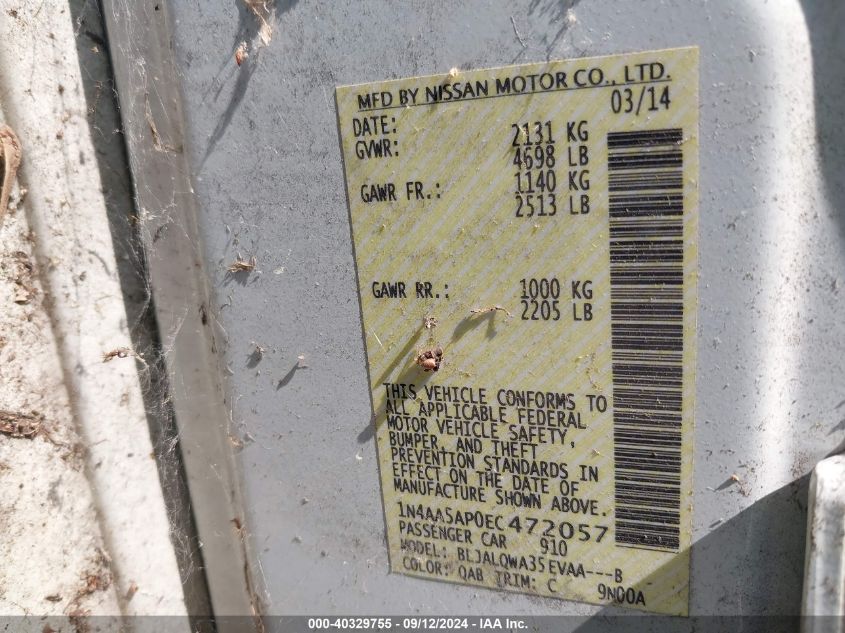 MFD BY NISSAN MOTOR CO., LTD.
DATE: 03/14
GVWR: 2131 KG
4698 LB
GAWR FR.: 1140 KG
2513 LB
GAWR RR.: 1000 KG
2205 LB
THIS VEHICLE CONFORMS TO
ALL APPLICABLE FEDERAL
MOTOR VEHICLE SAFETY,
BUMPER, AND THEFT
PREVENTION STANDARDS IN
EFFECT ON THE DATE OF
MANUFACTURE SHOWN ABOVE.
1N4AA5AP0EC472057
PASSENGER CAR 910
MODEL: BLJALQWA35EVAA---B
COLOR: QAB TRIM: C 9N00A
000-40329755 - 09/12/2024 - IAA Inc.